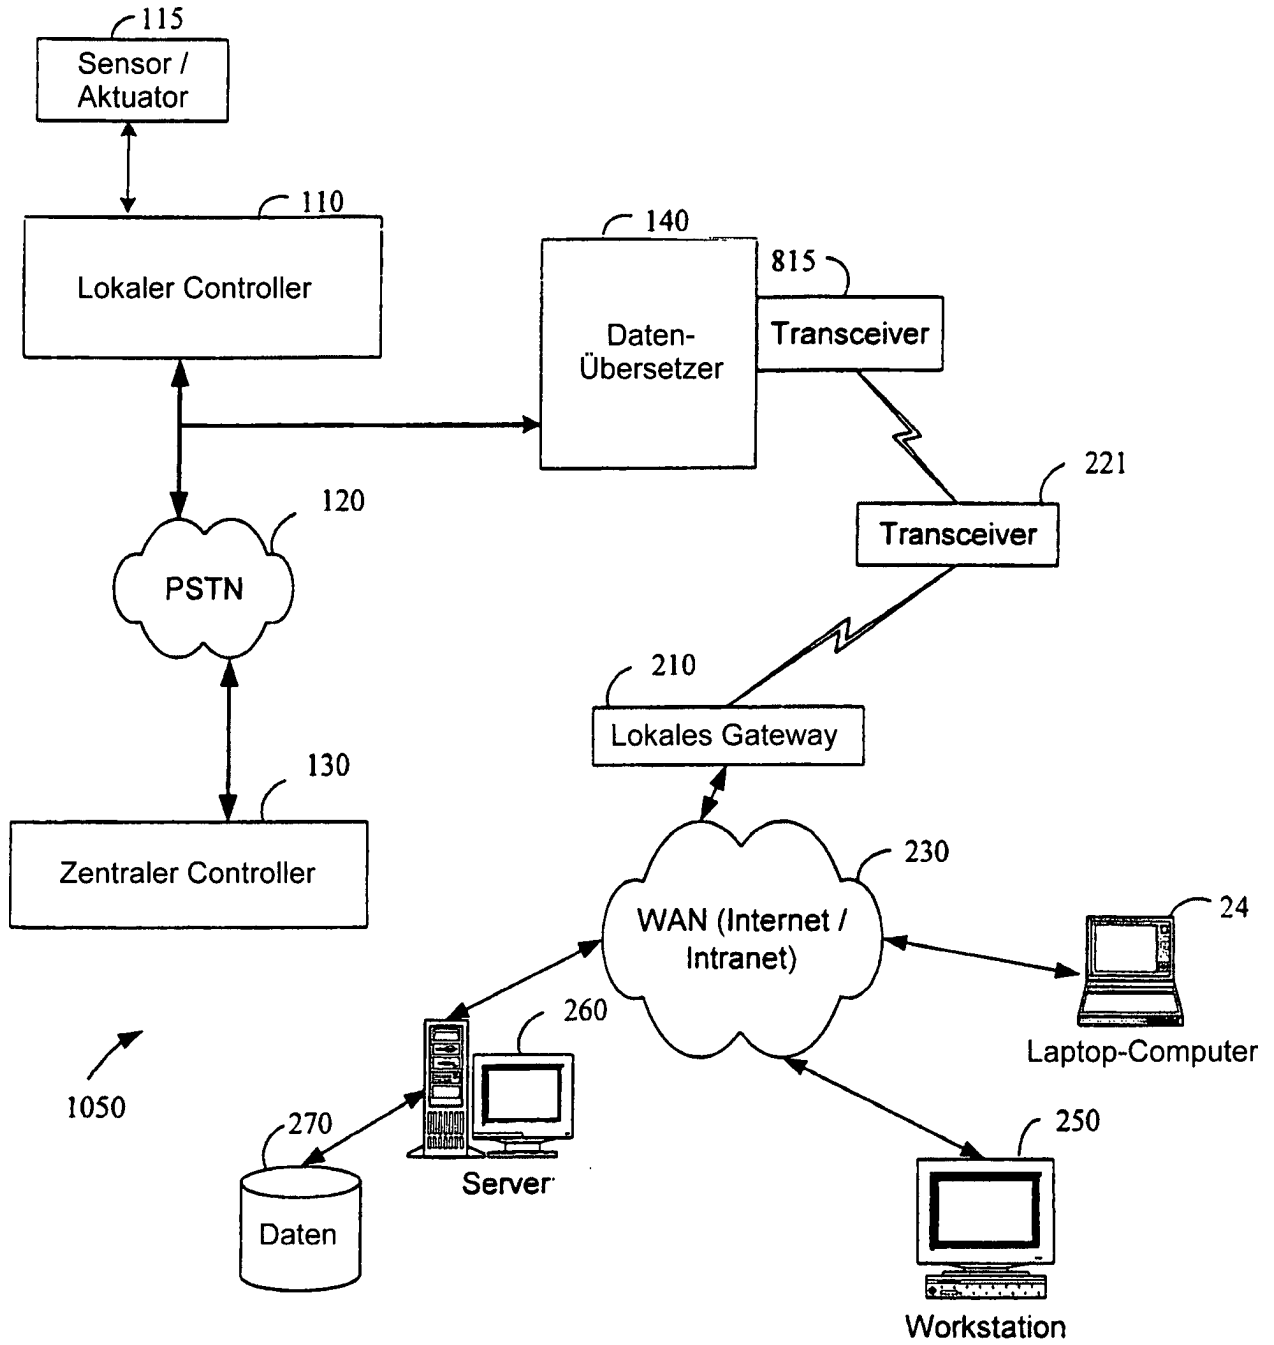 115
Sensor /
Aktuator
110
Lokaler Controller
140
815
Daten-
Übersetzer
Transceiver
221
Transceiver
120
PSTN
210
Lokales Gateway
130
Zentraler Controller
230
WAN (Internet /
Intranet)
24
Laptop-Computer
260
Server
1050
270
Daten
250
Workstation